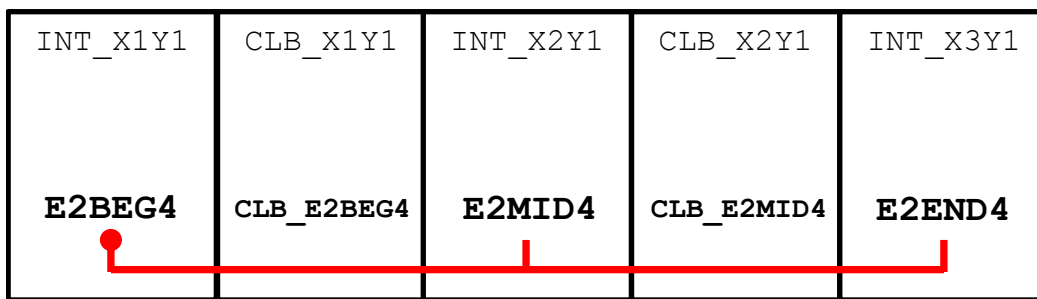 INT_X1Y1 CLB_X1Y1 INT_X2Y1 CLB_X2Y1 INT_X3Y1
E2BEG4 CLB_E2BEG4 E2MID4 CLB_E2MID4 E2END4